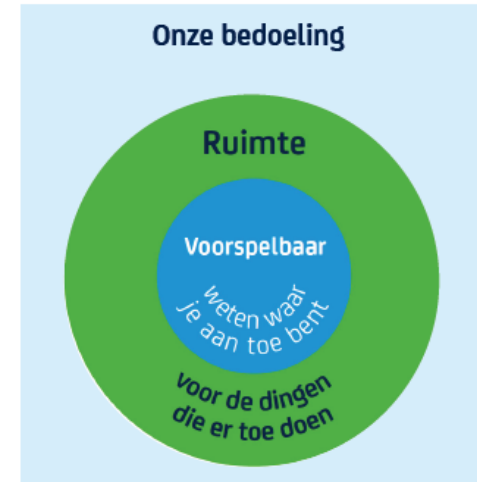 Onze bedoeling
Ruimte
Voorspelbaar
weten waar
je aan toe bent
voor de dingen
die er toe doen